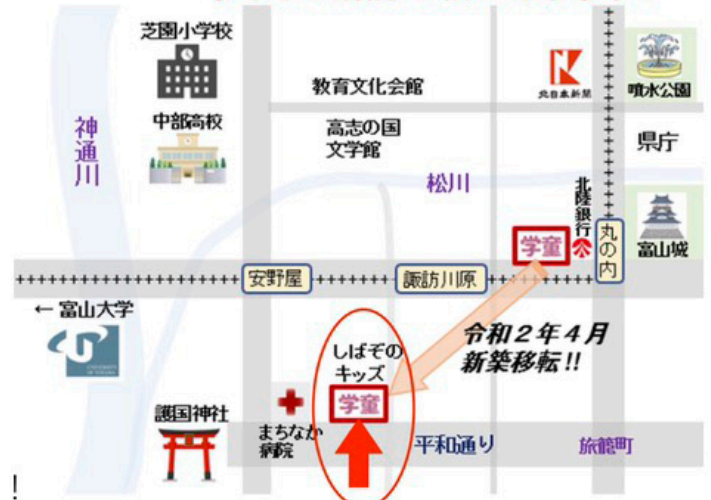 芝園小学校
中部高校
神通川
教育文化会館
高志の国
文学館
松川
北日本新聞
噴水公園
県庁
北陸銀行
富山城
丸の内
学童
諏訪川原
安野屋
← 富山大学
令和2年4月
新築移転!!
しばぞの
キッズ
学童
護国神社
まちなか
病院
平和通り
旅籠町
!